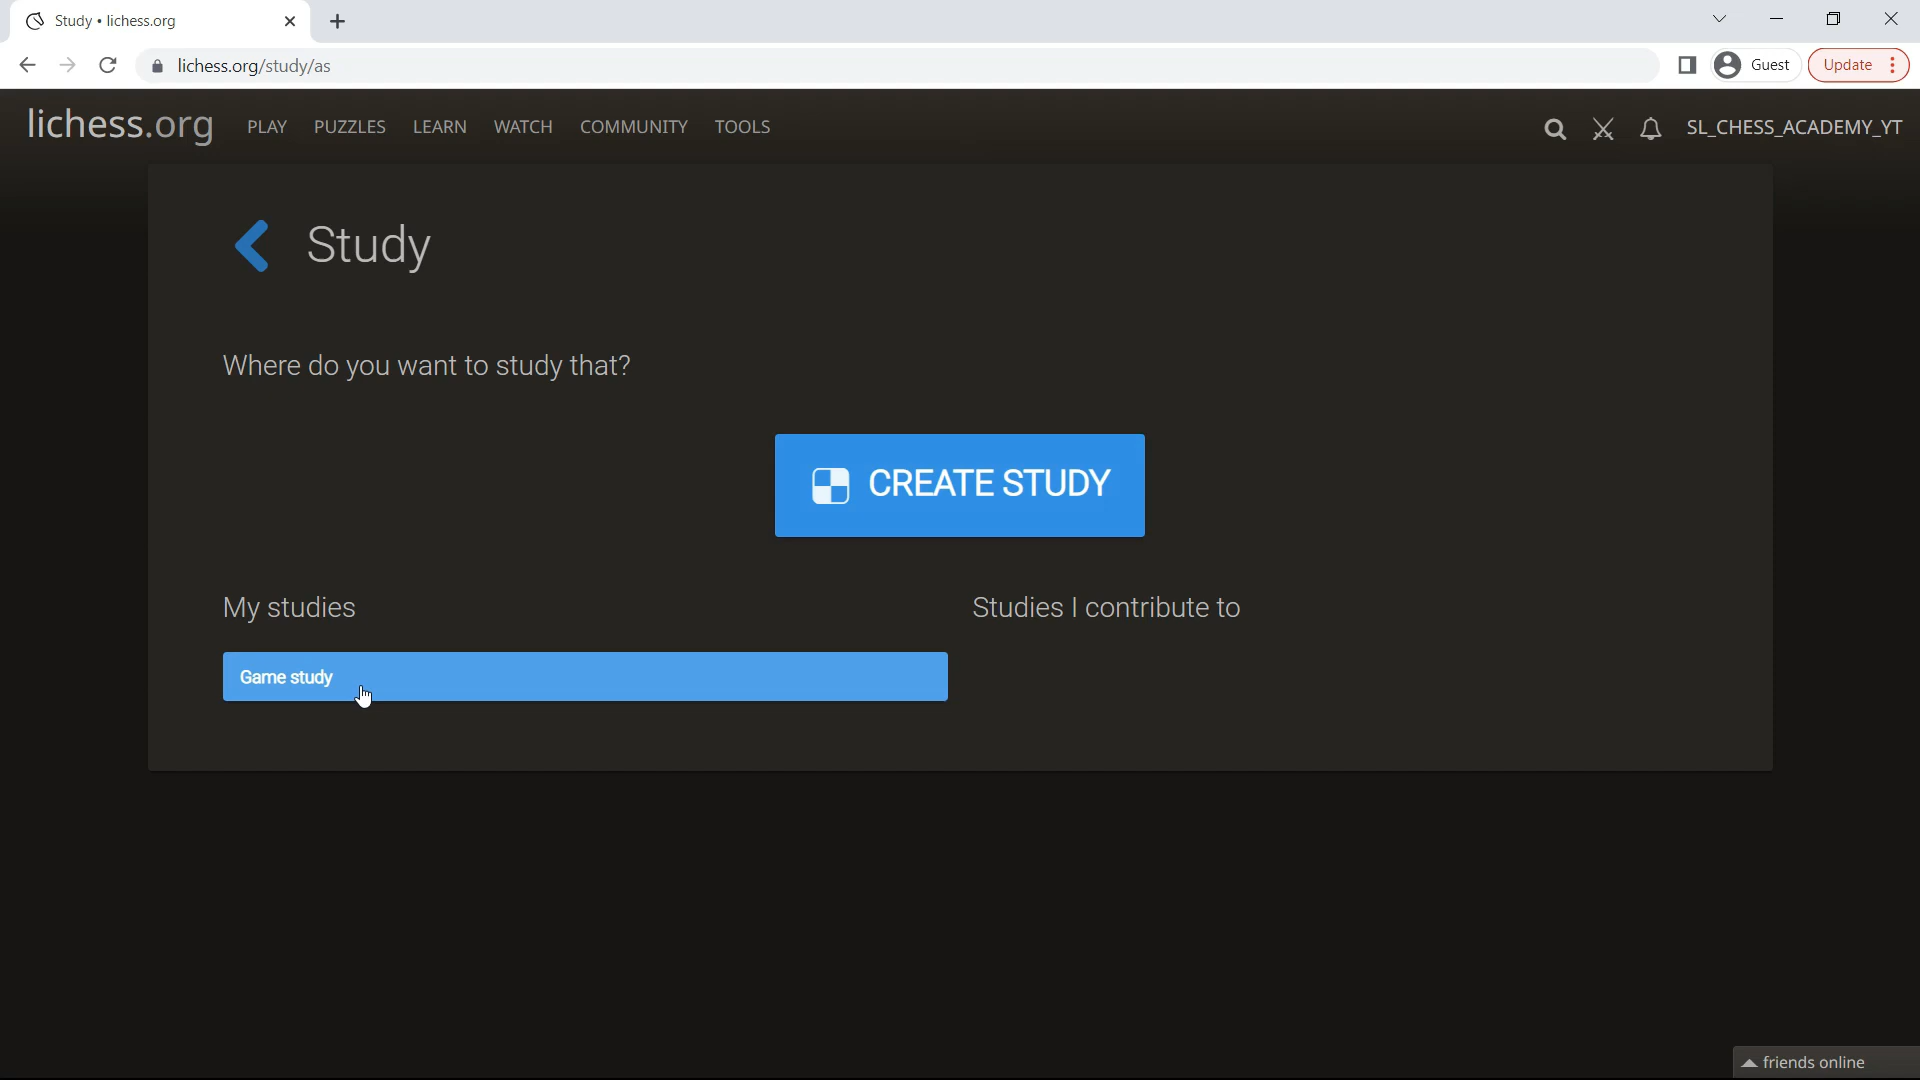 Study • lichess.org
lichess.org/study/as
Guest
Update
lichess.org PLAY PUZZLES LEARN WATCH COMMUNITY TOOLS SL_CHESS_ACADEMY_YT
Study
Where do you want to study that?
CREATE STUDY
My studies
Studies I contribute to
Game study
friends online